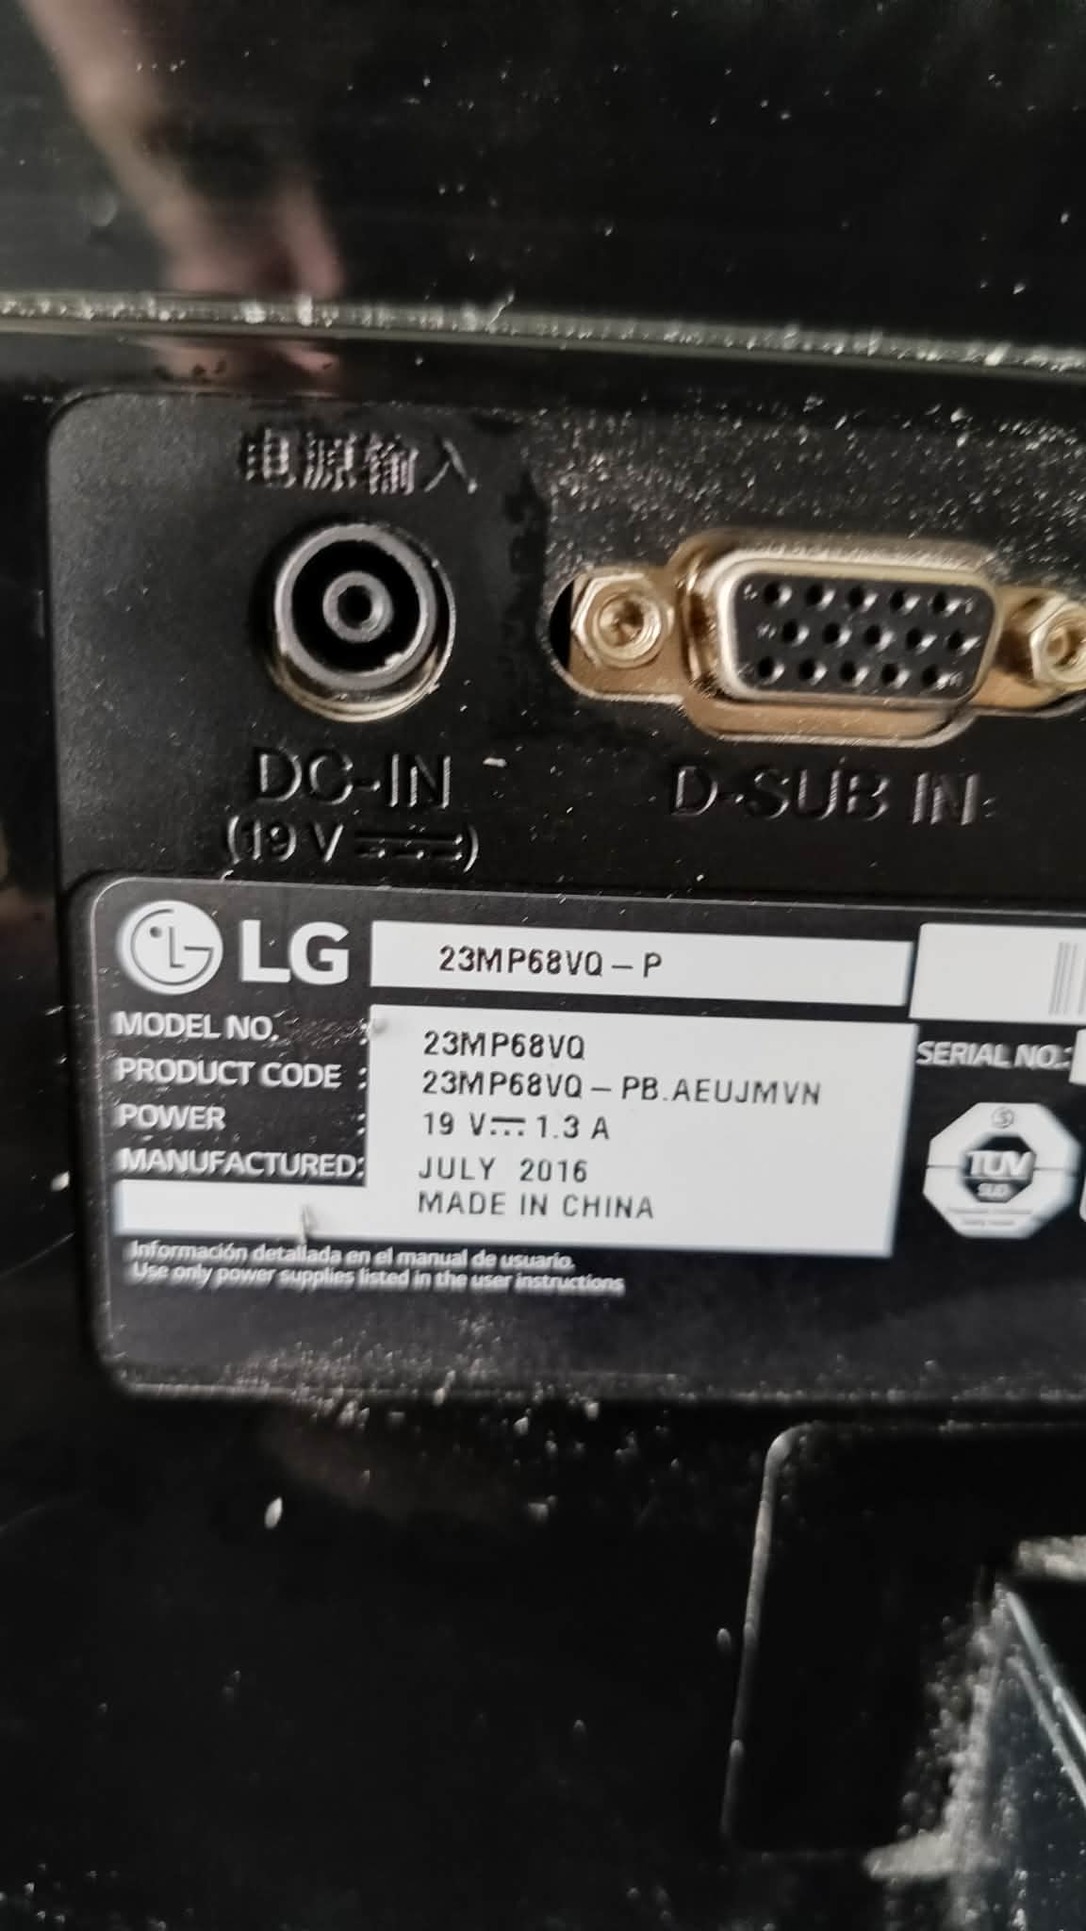 电源输入
DC-IN
(19 V ⎓)
D-SUB IN
LG
23MP68VQ-P
MODEL NO. : 23MP68VQ
PRODUCT CODE : 23MP68VQ-PB.AEUJMVN
POWER : 19 V⎓ 1.3 A
MANUFACTURED: JULY 2016
MADE IN CHINA
SERIAL NO.:
TÜV
SÜD
Información detallada en el manual de usuario.
Use only power supplies listed in the user instructions